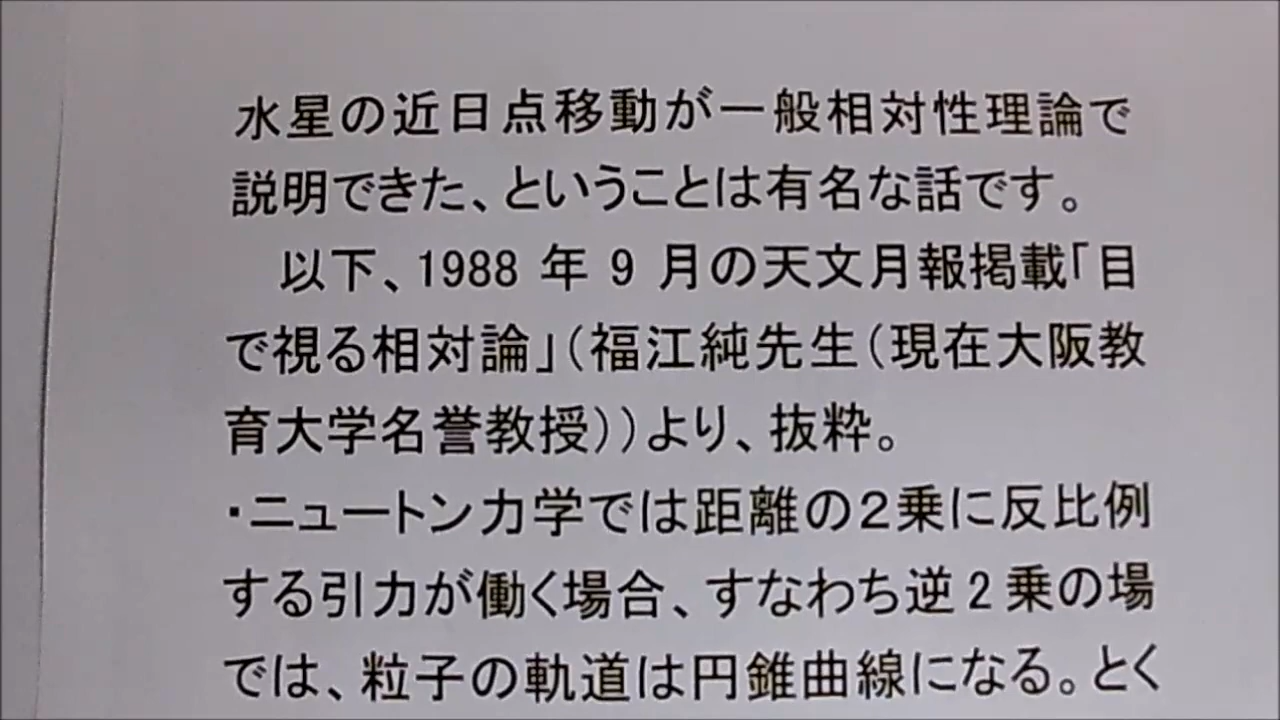 水星の近日点移動が一般相対性理論で
説明できた、ということは有名な話です。
　以下、1988 年 9 月の天文月報掲載「目
で視る相対論」（福江純先生（現在大阪教
育大学名誉教授））より、抜粋。
・ニュートン力学では距離の２乗に反比例
する引力が働く場合、すなわち逆2乗の場
では、粒子の軌道は円錐曲線になる。とく